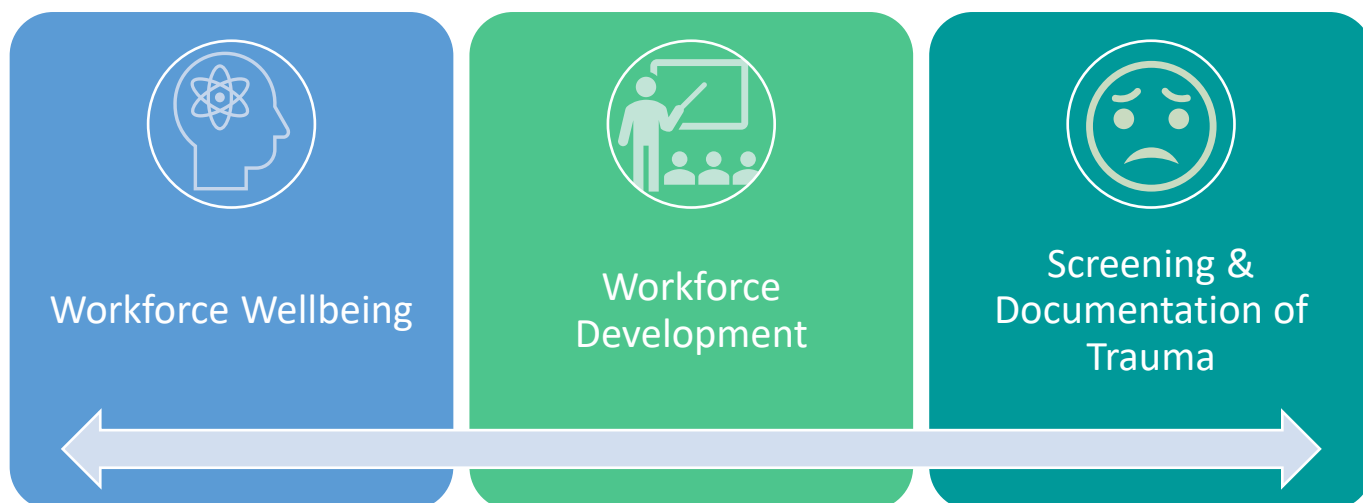 Workforce Wellbeing
Workforce
Development
Screening &
Documentation of
Trauma